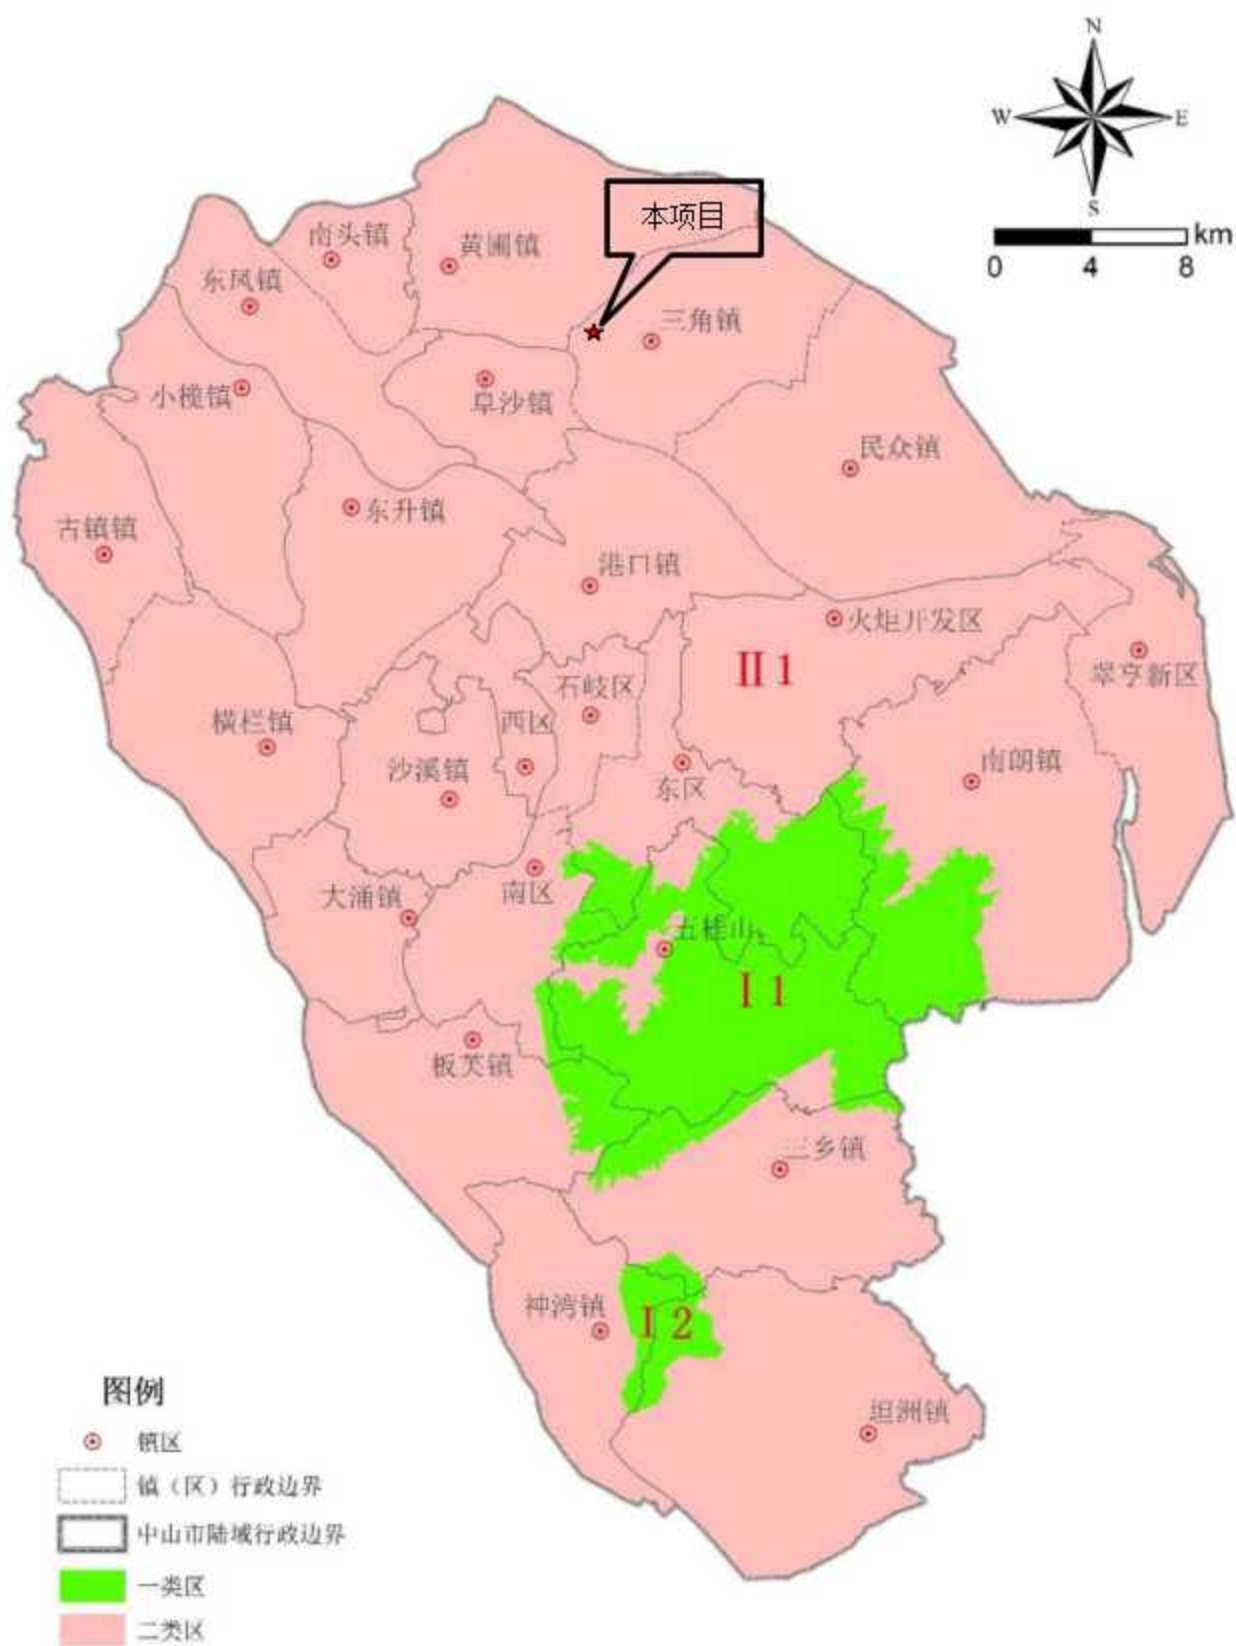 N
W
E
S
km
0
4
8
本项目
南头镇
黄圃镇
东凤镇
三角镇
小榄镇
阜沙镇
民众镇
东升镇
古镇镇
港口镇
火炬开发区
II 1
翠亨新区
石岐区
横栏镇
西区
沙溪镇
东区
南朗镇
南区
大涌镇
五桂山
I 1
板芙镇
三乡镇
神湾镇
I 2
坦洲镇
图例
镇区
镇（区）行政边界
中山市陆域行政边界
一类区
二类区